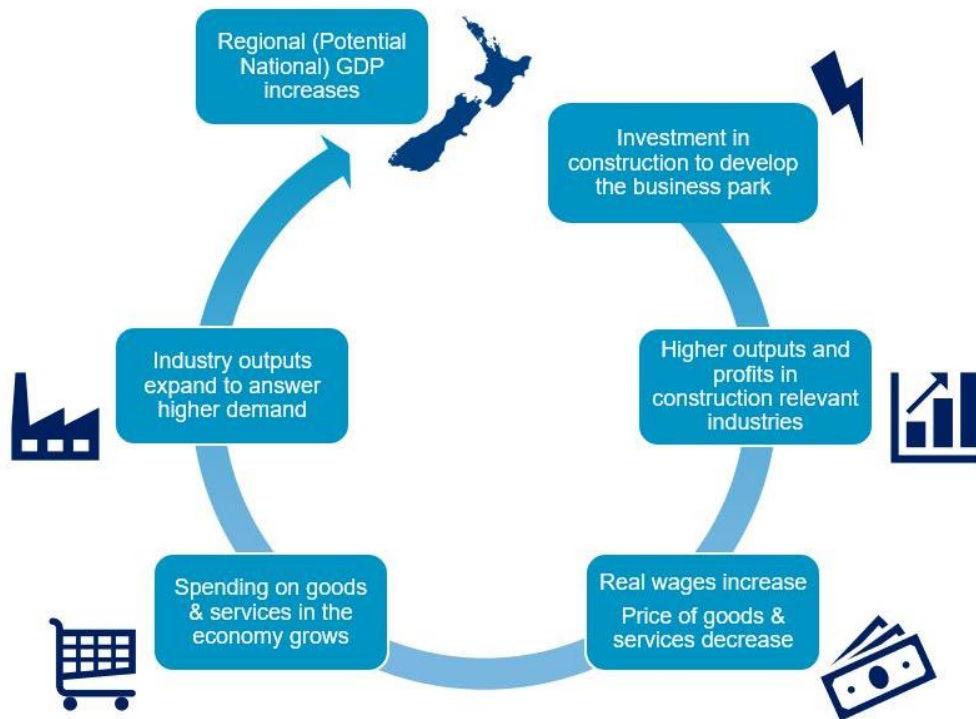 Regional (Potential
National) GDP
increases
Investment in
construction to develop
the business park
Higher outputs and
profits in
construction relevant
industries
Real wages increase
Price of goods &
services decrease
Spending on goods
& services in the
economy grows
Industry outputs
expand to answer
higher demand